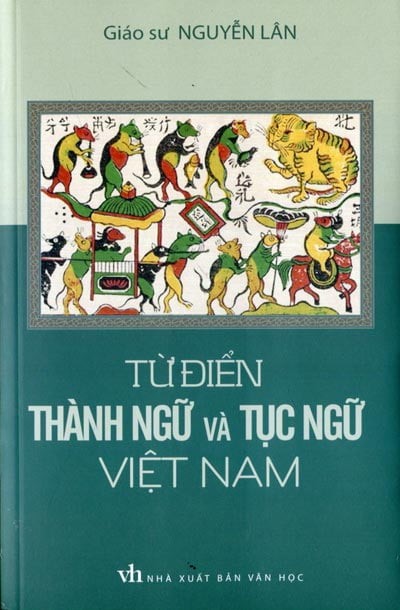 Giáo sư NGUYỄN LÂN
TỪ ĐIỂN
THÀNH NGỮ VÀ TỤC NGỮ
VIỆT NAM
vh NHÀ XUẤT BẢN VĂN HỌC